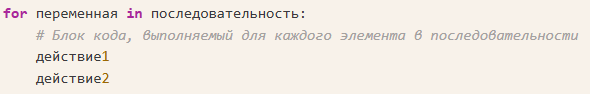 for переменная in последовательность:
    # Блок кода, выполняемый для каждого элемента в последовательности
    действие1
    действие2